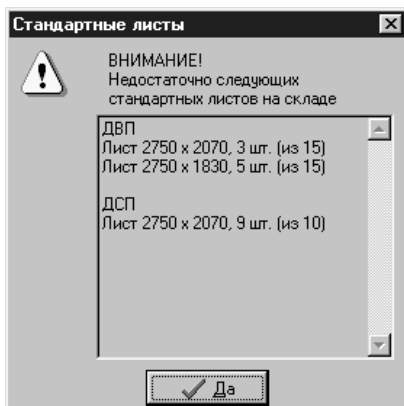 Стандартные листы
ВНИМАНИЕ!
Недостаточно следующих
стандартных листов на складе
ДВП
Лист 2750 x 2070, 3 шт. (из 15)
Лист 2750 x 1830, 5 шт. (из 15)
ДСП
Лист 2750 x 2070, 9 шт. (из 10)
Да